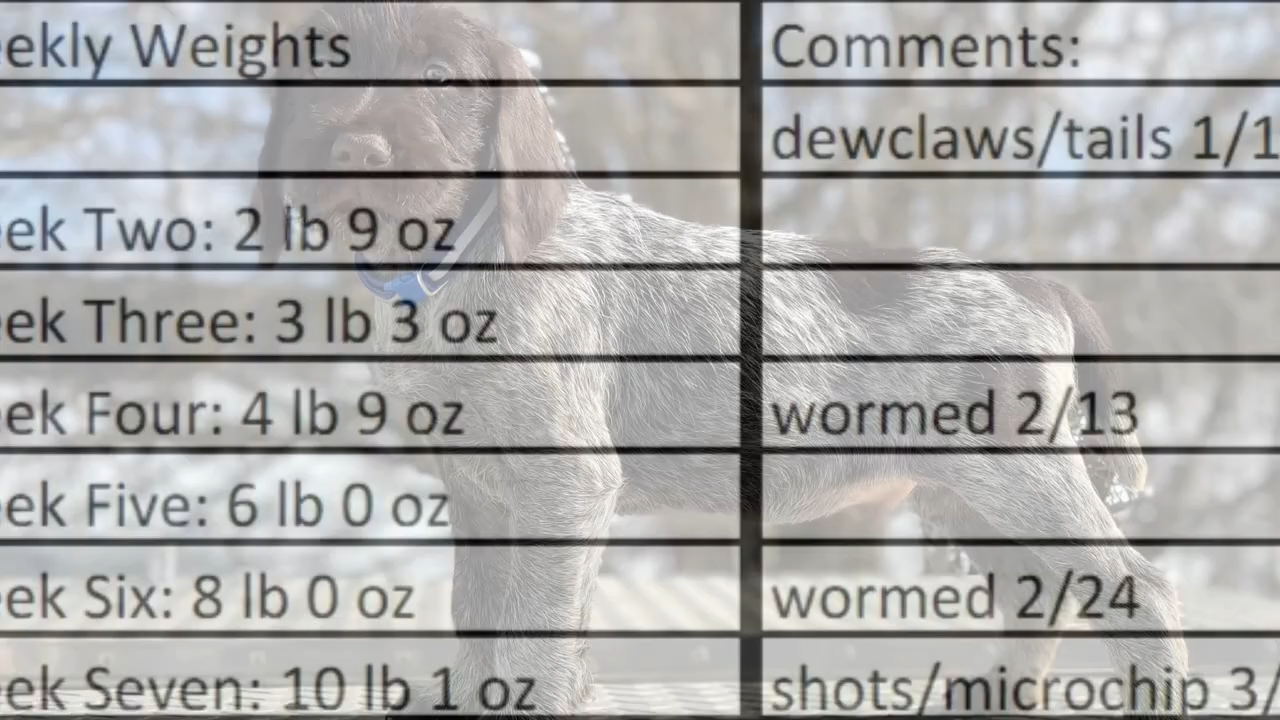 eekly Weights
Comments:
dewclaws/tails 1/1
eek Two: 2 lb 9 oz
eek Three: 3 lb 3 oz
eek Four: 4 lb 9 oz
wormed 2/13
eek Five: 6 lb 0 oz
eek Six: 8 lb 0 oz
wormed 2/24
eek Seven: 10 lb 1 oz
shots/microchip 3/